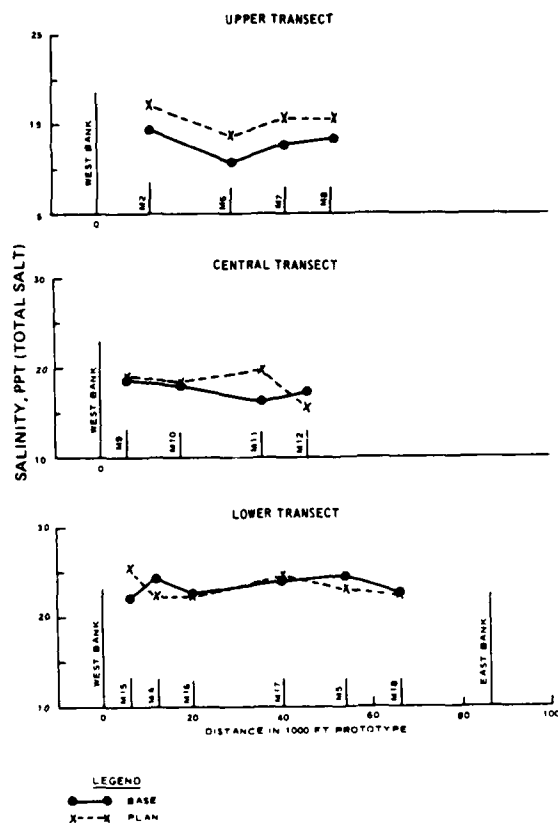 UPPER TRANSECT
25
15
5
WEST BANK
0
M2
M6
M7
M8
SALINITY, PPT (TOTAL SALT)
CENTRAL TRANSECT
30
20
10
WEST BANK
0
M9
M10
M11
M12
LOWER TRANSECT
30
20
10
WEST BANK
EAST BANK
M15
M4
M16
M17
M5
M18
0
20
40
60
80
100
DISTANCE IN 1000 FT PROTOTYPE
LEGEND
BASE
X---X PLAN